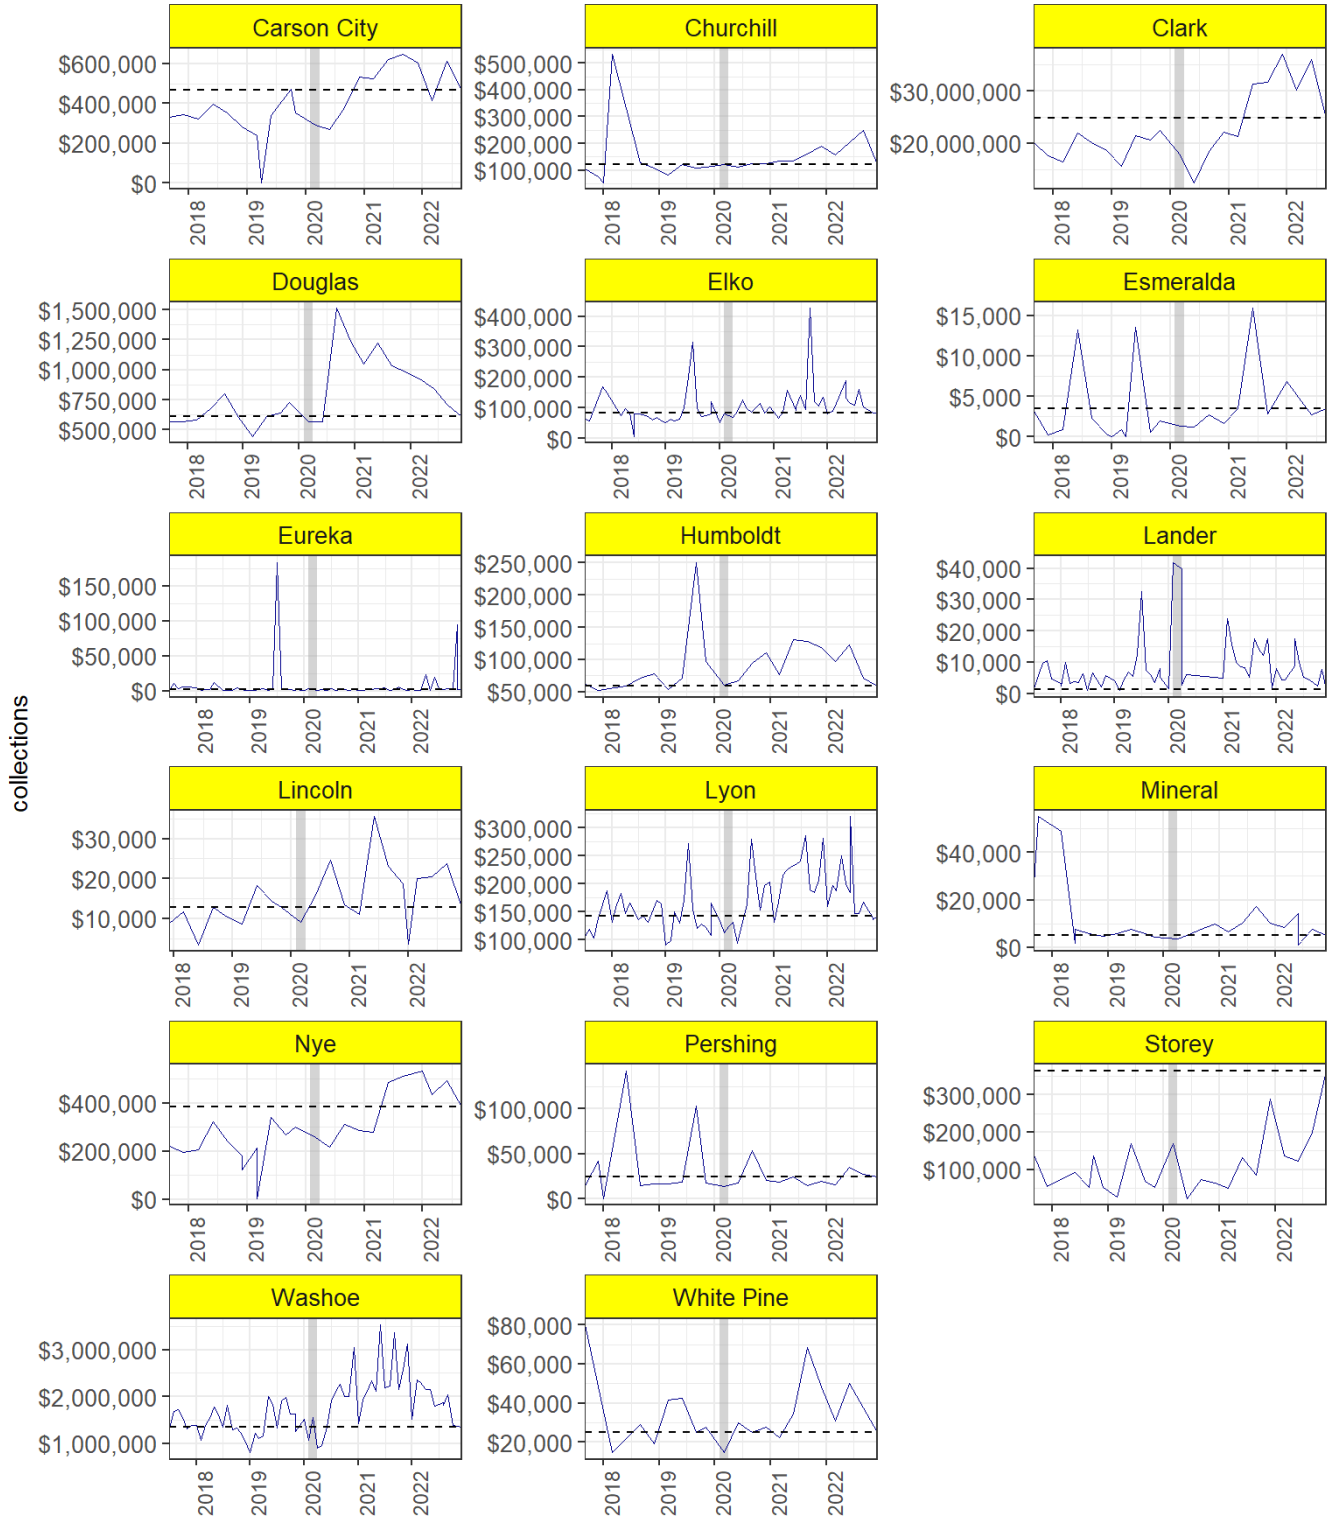 collections
Carson City Churchill Clark
$600,000
$400,000
$200,000
$0
2018 2019 2020 2021 2022
$500,000
$400,000
$300,000
$200,000
$100,000
2018 2019 2020 2021 2022
$30,000,000
$20,000,000
2018 2019 2020 2021 2022
Douglas Elko Esmeralda
$1,500,000
$1,250,000
$1,000,000
$750,000
$500,000
2018 2019 2020 2021 2022
$400,000
$300,000
$200,000
$100,000
$0
2018 2019 2020 2021 2022
$15,000
$10,000
$5,000
$0
2018 2019 2020 2021 2022
Eureka Humboldt Lander
$150,000
$100,000
$50,000
$0
2018 2019 2020 2021 2022
$250,000
$200,000
$150,000
$100,000
$50,000
2018 2019 2020 2021 2022
$40,000
$30,000
$20,000
$10,000
$0
2018 2019 2020 2021 2022
Lincoln Lyon Mineral
$30,000
$20,000
$10,000
2018 2019 2020 2021 2022
$300,000
$250,000
$200,000
$150,000
$100,000
2018 2019 2020 2021 2022
$40,000
$20,000
$0
2018 2019 2020 2021 2022
Nye Pershing Storey
$400,000
$200,000
$0
2018 2019 2020 2021 2022
$100,000
$50,000
$0
2018 2019 2020 2021 2022
$300,000
$200,000
$100,000
2018 2019 2020 2021 2022
Washoe White Pine
$3,000,000
$2,000,000
$1,000,000
2018 2019 2020 2021 2022
$80,000
$60,000
$40,000
$20,000
2018 2019 2020 2021 2022